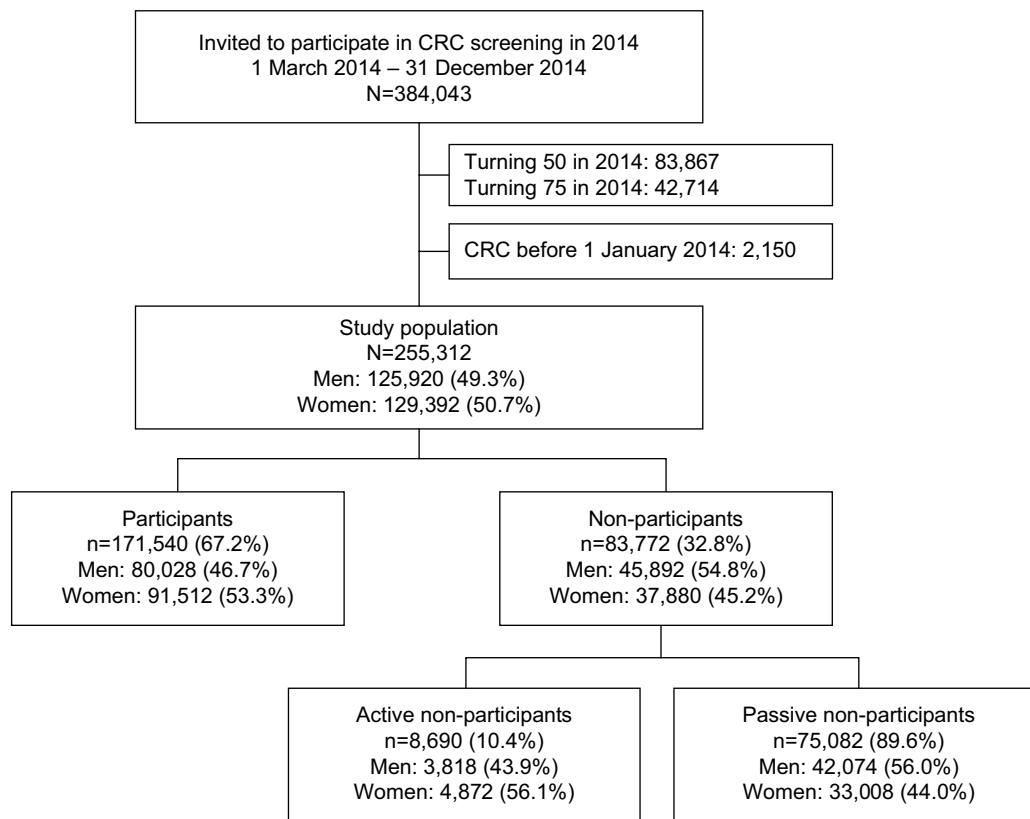 Invited to participate in CRC screening in 2014
1 March 2014 – 31 December 2014
N=384,043
Turning 50 in 2014: 83,867
Turning 75 in 2014: 42,714
CRC before 1 January 2014: 2,150
Study population
N=255,312
Men: 125,920 (49.3%)
Women: 129,392 (50.7%)
Participants
n=171,540 (67.2%)
Men: 80,028 (46.7%)
Women: 91,512 (53.3%)
Non-participants
n=83,772 (32.8%)
Men: 45,892 (54.8%)
Women: 37,880 (45.2%)
Active non-participants
n=8,690 (10.4%)
Men: 3,818 (43.9%)
Women: 4,872 (56.1%)
Passive non-participants
n=75,082 (89.6%)
Men: 42,074 (56.0%)
Women: 33,008 (44.0%)